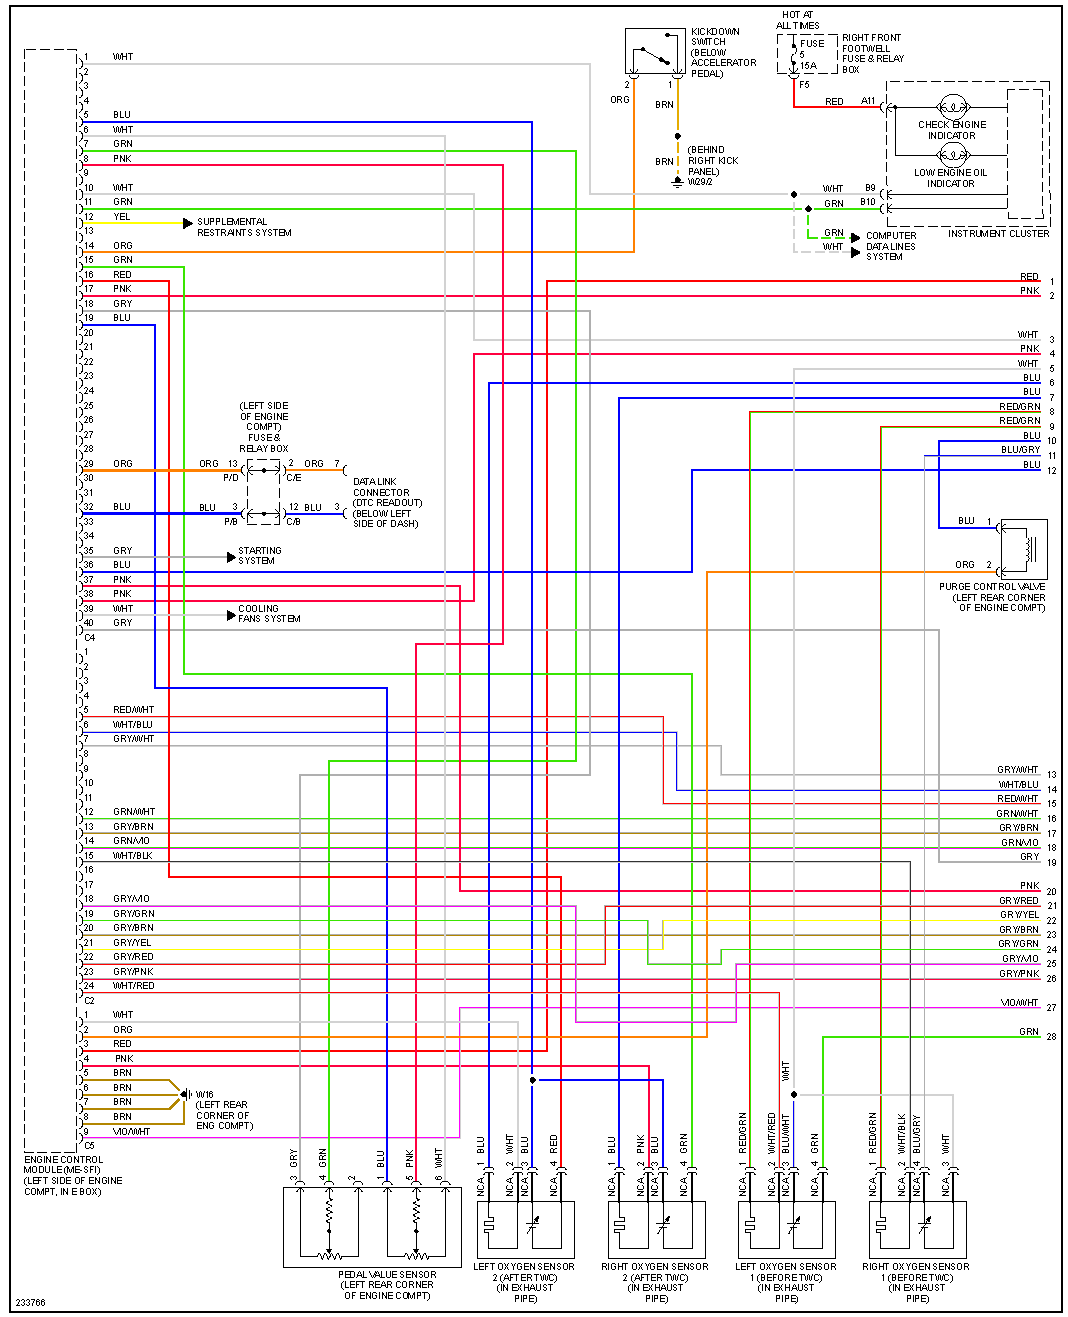 HOT AT
ALL TIMES
KICKDOWN
SWITCH
(BELOW
ACCELERATOR
PEDAL)
FUSE
5
15A
RIGHT FRONT
FOOTWELL
FUSE & RELAY
BOX
2
1
F5
ORG
BRN
RED
A11
CHECK ENGINE
INDICATOR
(BEHIND
RIGHT KICK
PANEL)
BRN
W29/2
LOW ENGINE OIL
INDICATOR
WHT
B9
GRN
B10
INSTRUMENT CLUSTER
GRN
WHT
COMPUTER
DATA LINES
SYSTEM
1 WHT
2
3
4
5 BLU
6 WHT
7 GRN
8 PNK
9
10 WHT
11 GRN
12 YEL
SUPPLEMENTAL
RESTRAINTS SYSTEM
13
14 ORG
15 GRN
16 RED
17 PNK
18 GRY
19 BLU
20
21
22
23
24
25
26
27
28
29 ORG
30
31
32 BLU
33
34
35 GRY
36 BLU
37 PNK
38 PNK
39 WHT
40 GRY
C4
(LEFT SIDE
OF ENGINE
COMPT)
FUSE &
RELAY BOX
ORG 13
2 ORG 7
P/D
C/E
DATA LINK
CONNECTOR
(DTC READOUT)
(BELOW LEFT
SIDE OF DASH)
BLU 3
12 BLU 3
P/B
C/B
STARTING
SYSTEM
COOLING
FANS SYSTEM
RED 1
PNK 2
WHT 3
PNK 4
WHT 5
BLU 6
BLU 7
RED/GRN 8
RED/GRN 9
BLU 10
BLU/GRY 11
BLU 12
BLU 1
ORG 2
PURGE CONTROL VALVE
(LEFT REAR CORNER
OF ENGINE COMPT)
1
2
3
4
5 RED/WHT
6 WHT/BLU
7 GRY/WHT
8
9
10
11
12 GRN/WHT
13 GRY/BRN
14 GRN/VIO
15 WHT/BLK
16
17
18 GRY/VIO
19 GRY/GRN
20 GRY/BRN
21 GRY/YEL
22 GRY/RED
23 GRY/PNK
24 WHT/RED
C2
GRY/WHT 13
WHT/BLU 14
RED/WHT 15
GRN/WHT 16
GRY/BRN 17
GRN/VIO 18
GRY 19
PNK 20
GRY/RED 21
GRY/YEL 22
GRY/BRN 23
GRY/GRN 24
GRY/VIO 25
GRY/PNK 26
VIO/WHT 27
GRN 28
1 WHT
2 ORG
3 RED
4 PNK
5 BRN
6 BRN
7 BRN
8 BRN
9 VIO/WHT
C5
W16
(LEFT REAR
CORNER OF
ENG COMPT)
ENGINE CONTROL
MODULE (ME-SFI)
(LEFT SIDE OF ENGINE
COMPT, IN E BOX)
WHT
GRY 3
GRN 4
2
BLU 1
PNK 5
WHT 6
PEDAL VALUE SENSOR
(LEFT REAR CORNER
OF ENGINE COMPT)
BLU 1 NCA
WHT 2 NCA
BLU 3 NCA
RED 4 NCA
LEFT OXYGEN SENSOR
2 (AFTER TWC)
(IN EXHAUST
PIPE)
BLU 1 NCA
PNK 2 NCA
BLU 3 NCA
GRN 4 NCA
RIGHT OXYGEN SENSOR
2 (AFTER TWC)
(IN EXHAUST
PIPE)
RED/GRN 1 NCA
WHT/RED 2 NCA
BLU/WHT 3 NCA
GRN 4 NCA
LEFT OXYGEN SENSOR
1 (BEFORE TWC)
(IN EXHAUST
PIPE)
RED/GRN 1 NCA
WHT/BLK 2 NCA
BLU/GRY 4 NCA
WHT 3 NCA
RIGHT OXYGEN SENSOR
1 (BEFORE TWC)
(IN EXHAUST
PIPE)
233766